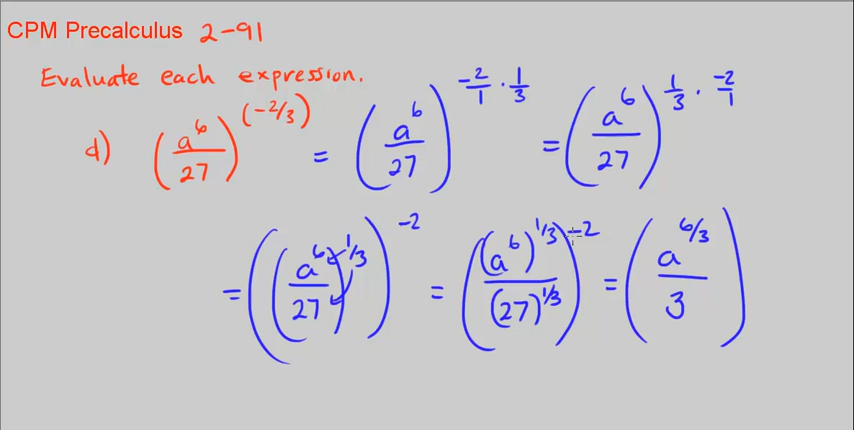 CPM Precalculus 2-91
Evaluate each expression.
d) (a^6/27)^(-2/3) = (a^6/27)^(-2/1 · 1/3) = (a^6/27)^(1/3 · -2/1)
= ((a^6/27)^1/3)^-2 = ((a^6)^1/3/(27)^1/3)^-2 = (a^6/3/3)